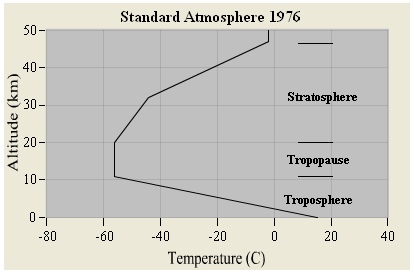 Standard Atmosphere 1976
Altitude (km)
50
40
30
20
10
0
Stratosphere
Tropopause
Troposphere
-80 -60 -40 -20 0 20 40
Temperature (C)